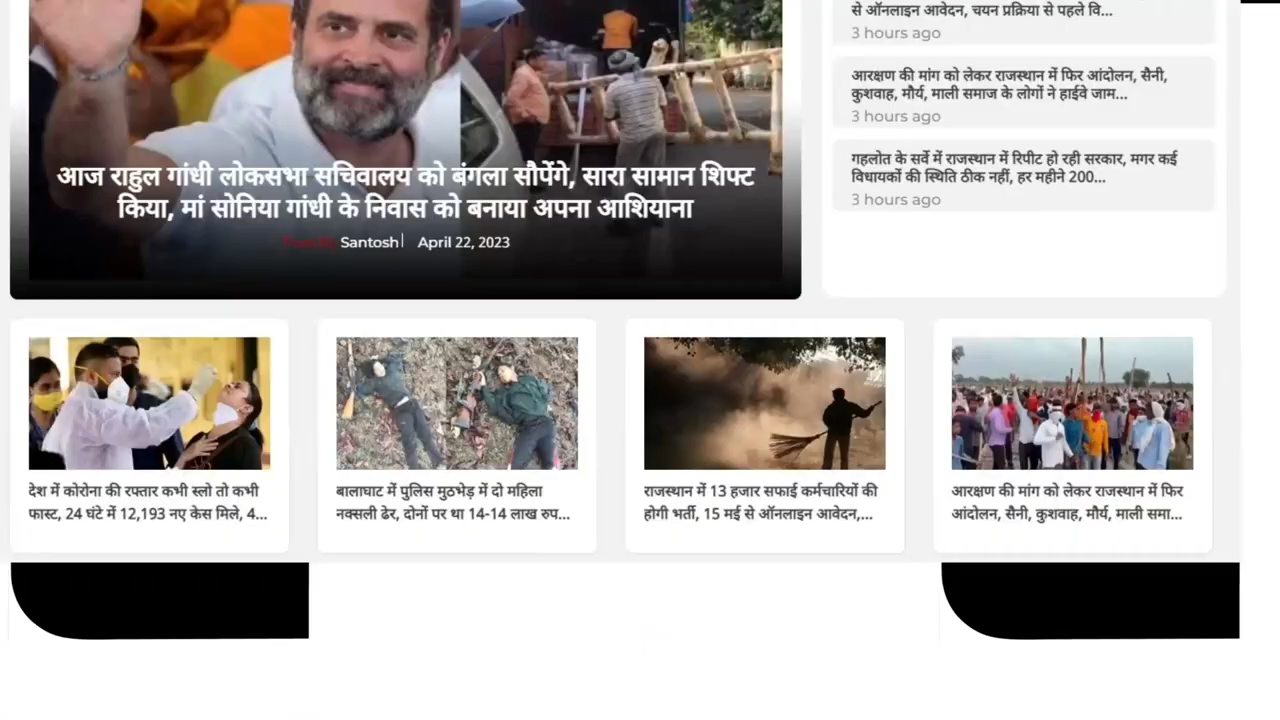 आज राहुल गांधी लोकसभा सचिवालय को बंगला सौपेंगे, सारा सामान शिफ्ट
किया, मां सोनिया गांधी के निवास को बनाया अपना आशियाना
Santosh
April 22, 2023
से ऑनलाइन आवेदन, चयन प्रक्रिया से पहले वि...
3 hours ago
आरक्षण की मांग को लेकर राजस्थान में फिर आंदोलन, सैनी,
कुशवाह, मौर्य, माली समाज के लोगों ने हाईवे जाम...
3 hours ago
गहलोत के सर्वे में राजस्थान में रिपीट हो रही सरकार, मगर कई
विधायकों की स्थिति ठीक नहीं, हर महीने 200...
3 hours ago
देश में कोरोना की रफ्तार कभी स्लो तो कभी
फास्ट, 24 घंटे में 12,193 नए केस मिले, 4...
बालाघाट में पुलिस मुठभेड़ में दो महिला
नक्सली ढेर, दोनों पर था 14-14 लाख रुप...
राजस्थान में 13 हजार सफाई कर्मचारियों की
होगी भर्ती, 15 मई से ऑनलाइन आवेदन,...
आरक्षण की मांग को लेकर राजस्थान में फिर
आंदोलन, सैनी, कुशवाह, मौर्य, माली समा...